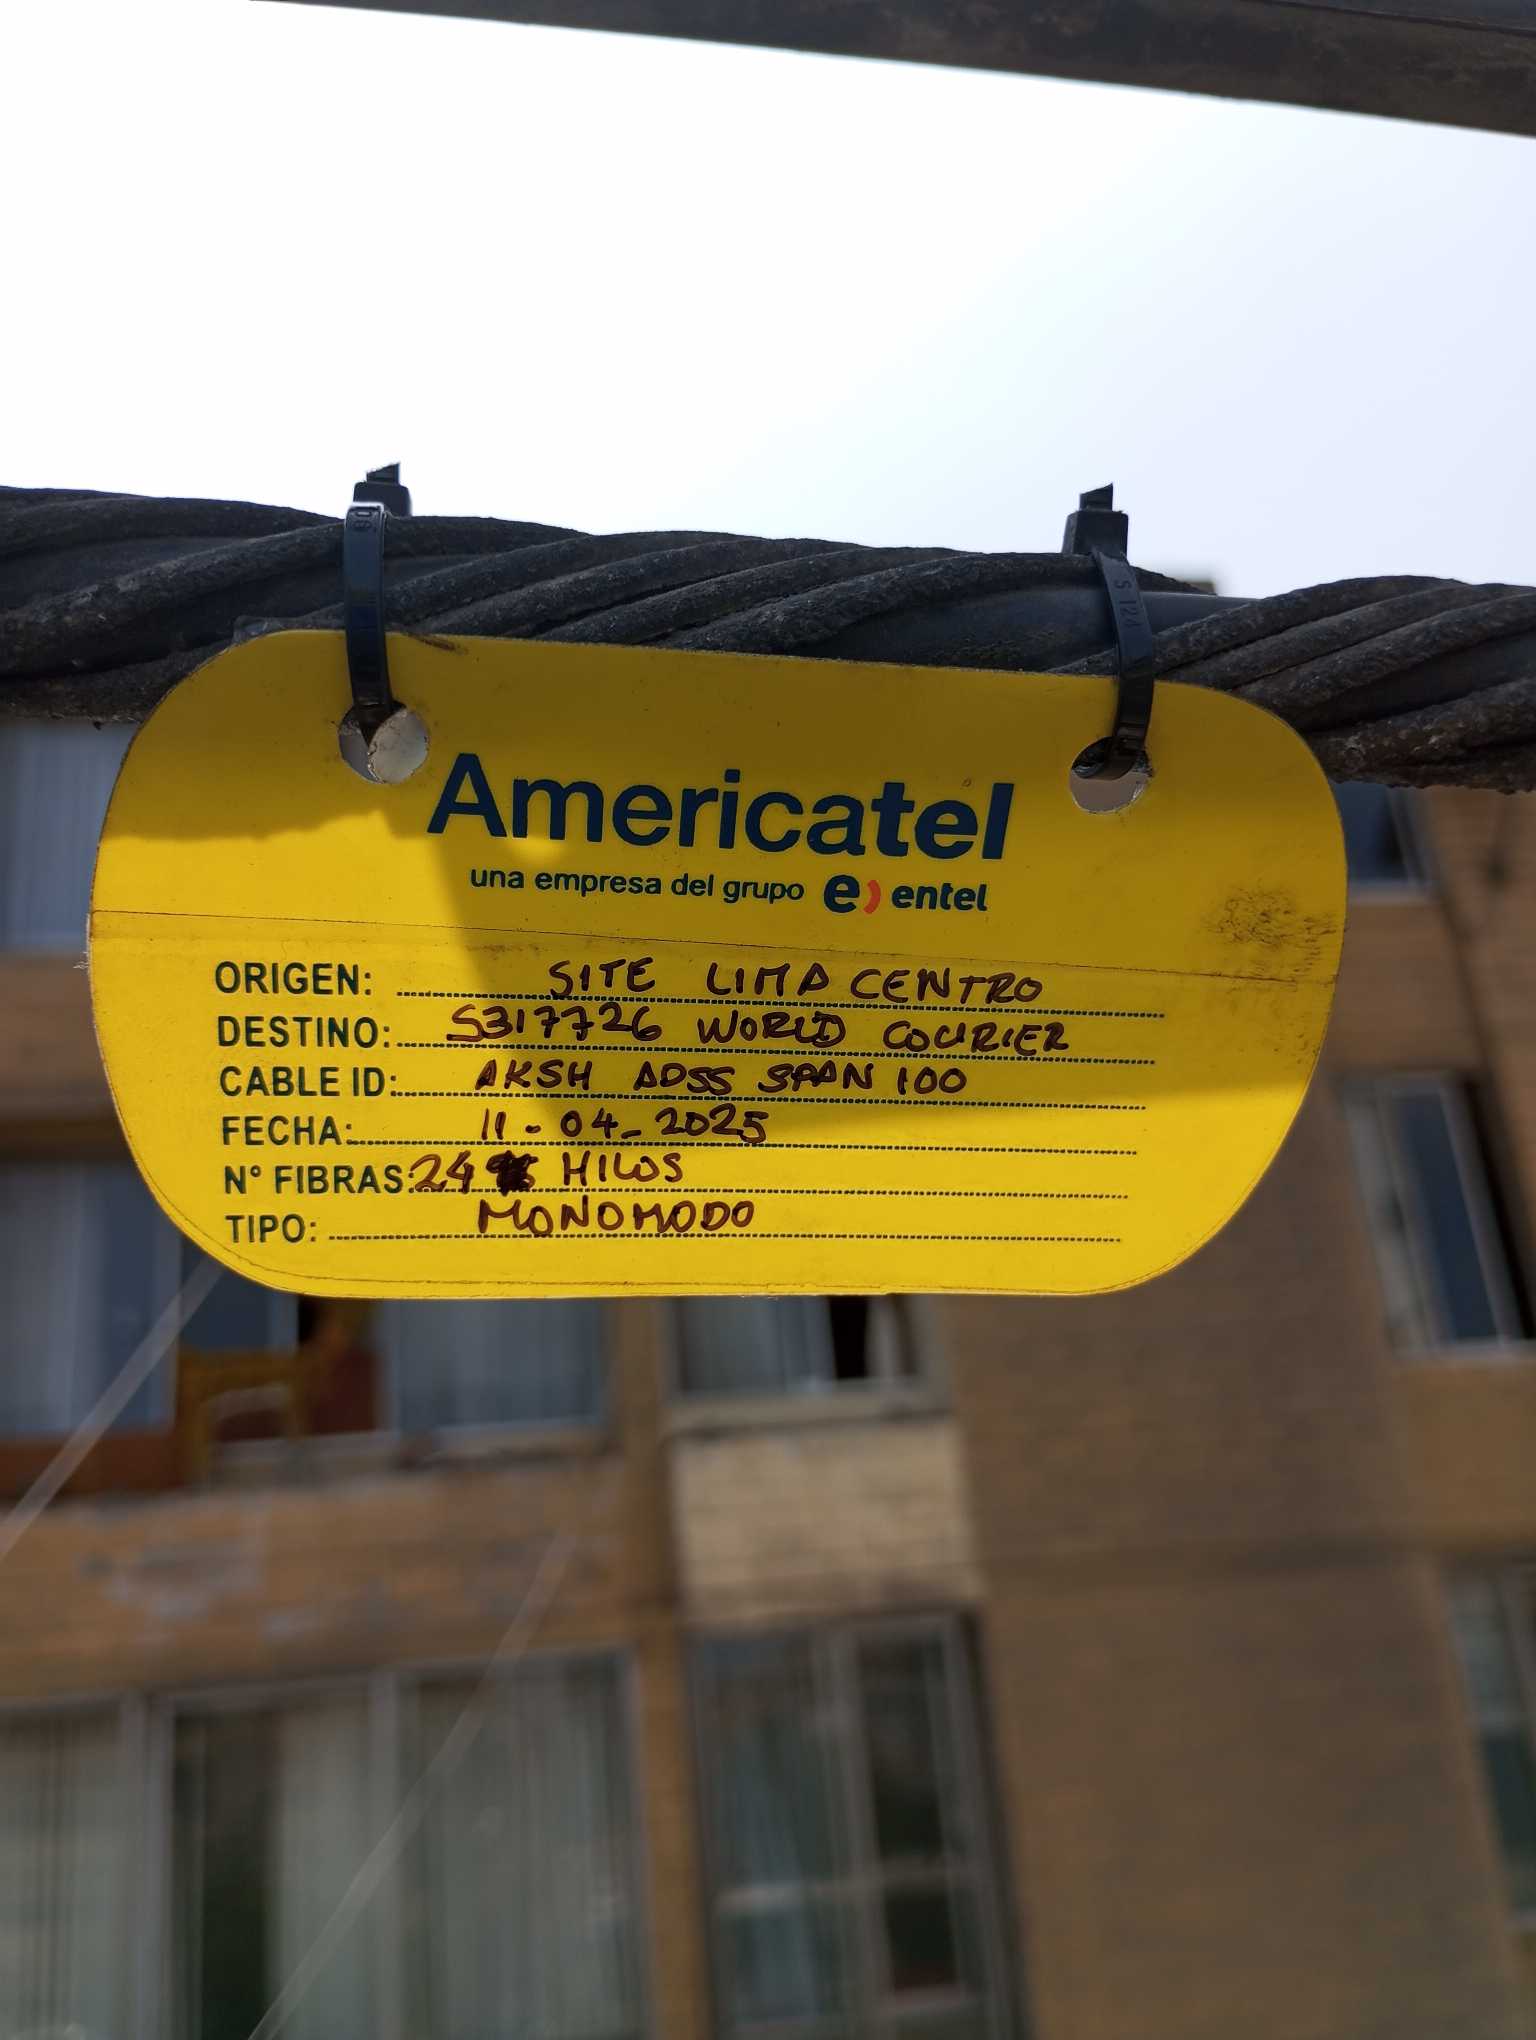 Americatel
una empresa del grupo e) entel
ORIGEN: SITE LIMA CENTRO
DESTINO: S317726 WORLD COURIER
CABLE ID: AKSH ADSS SPAN 100
FECHA: 11-04-2025
N° FIBRAS: 24 HILOS
TIPO: MONOMODO